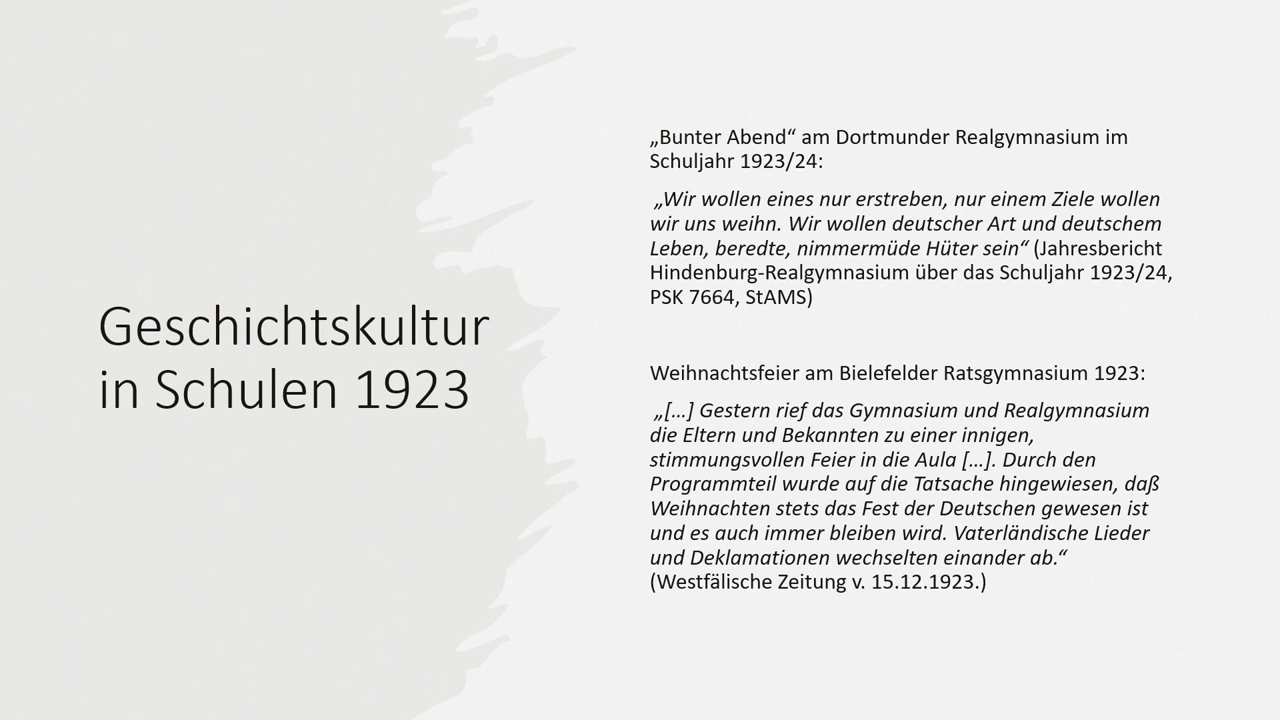 Geschichtskultur
in Schulen 1923
„Bunter Abend“ am Dortmunder Realgymnasium im
Schuljahr 1923/24:
„Wir wollen eines nur erstreben, nur einem Ziele wollen
wir uns weihn. Wir wollen deutscher Art und deutschem
Leben, beredte, nimmermüde Hüter sein“ (Jahresbericht
Hindenburg-Realgymnasium über das Schuljahr 1923/24,
PSK 7664, StAMS)
Weihnachtsfeier am Bielefelder Ratsgymnasium 1923:
„[…] Gestern rief das Gymnasium und Realgymnasium
die Eltern und Bekannten zu einer innigen,
stimmungsvollen Feier in die Aula […]. Durch den
Programmteil wurde auf die Tatsache hingewiesen, daß
Weihnachten stets das Fest der Deutschen gewesen ist
und es auch immer bleiben wird. Vaterländische Lieder
und Deklamationen wechselten einander ab.“
(Westfälische Zeitung v. 15.12.1923.)